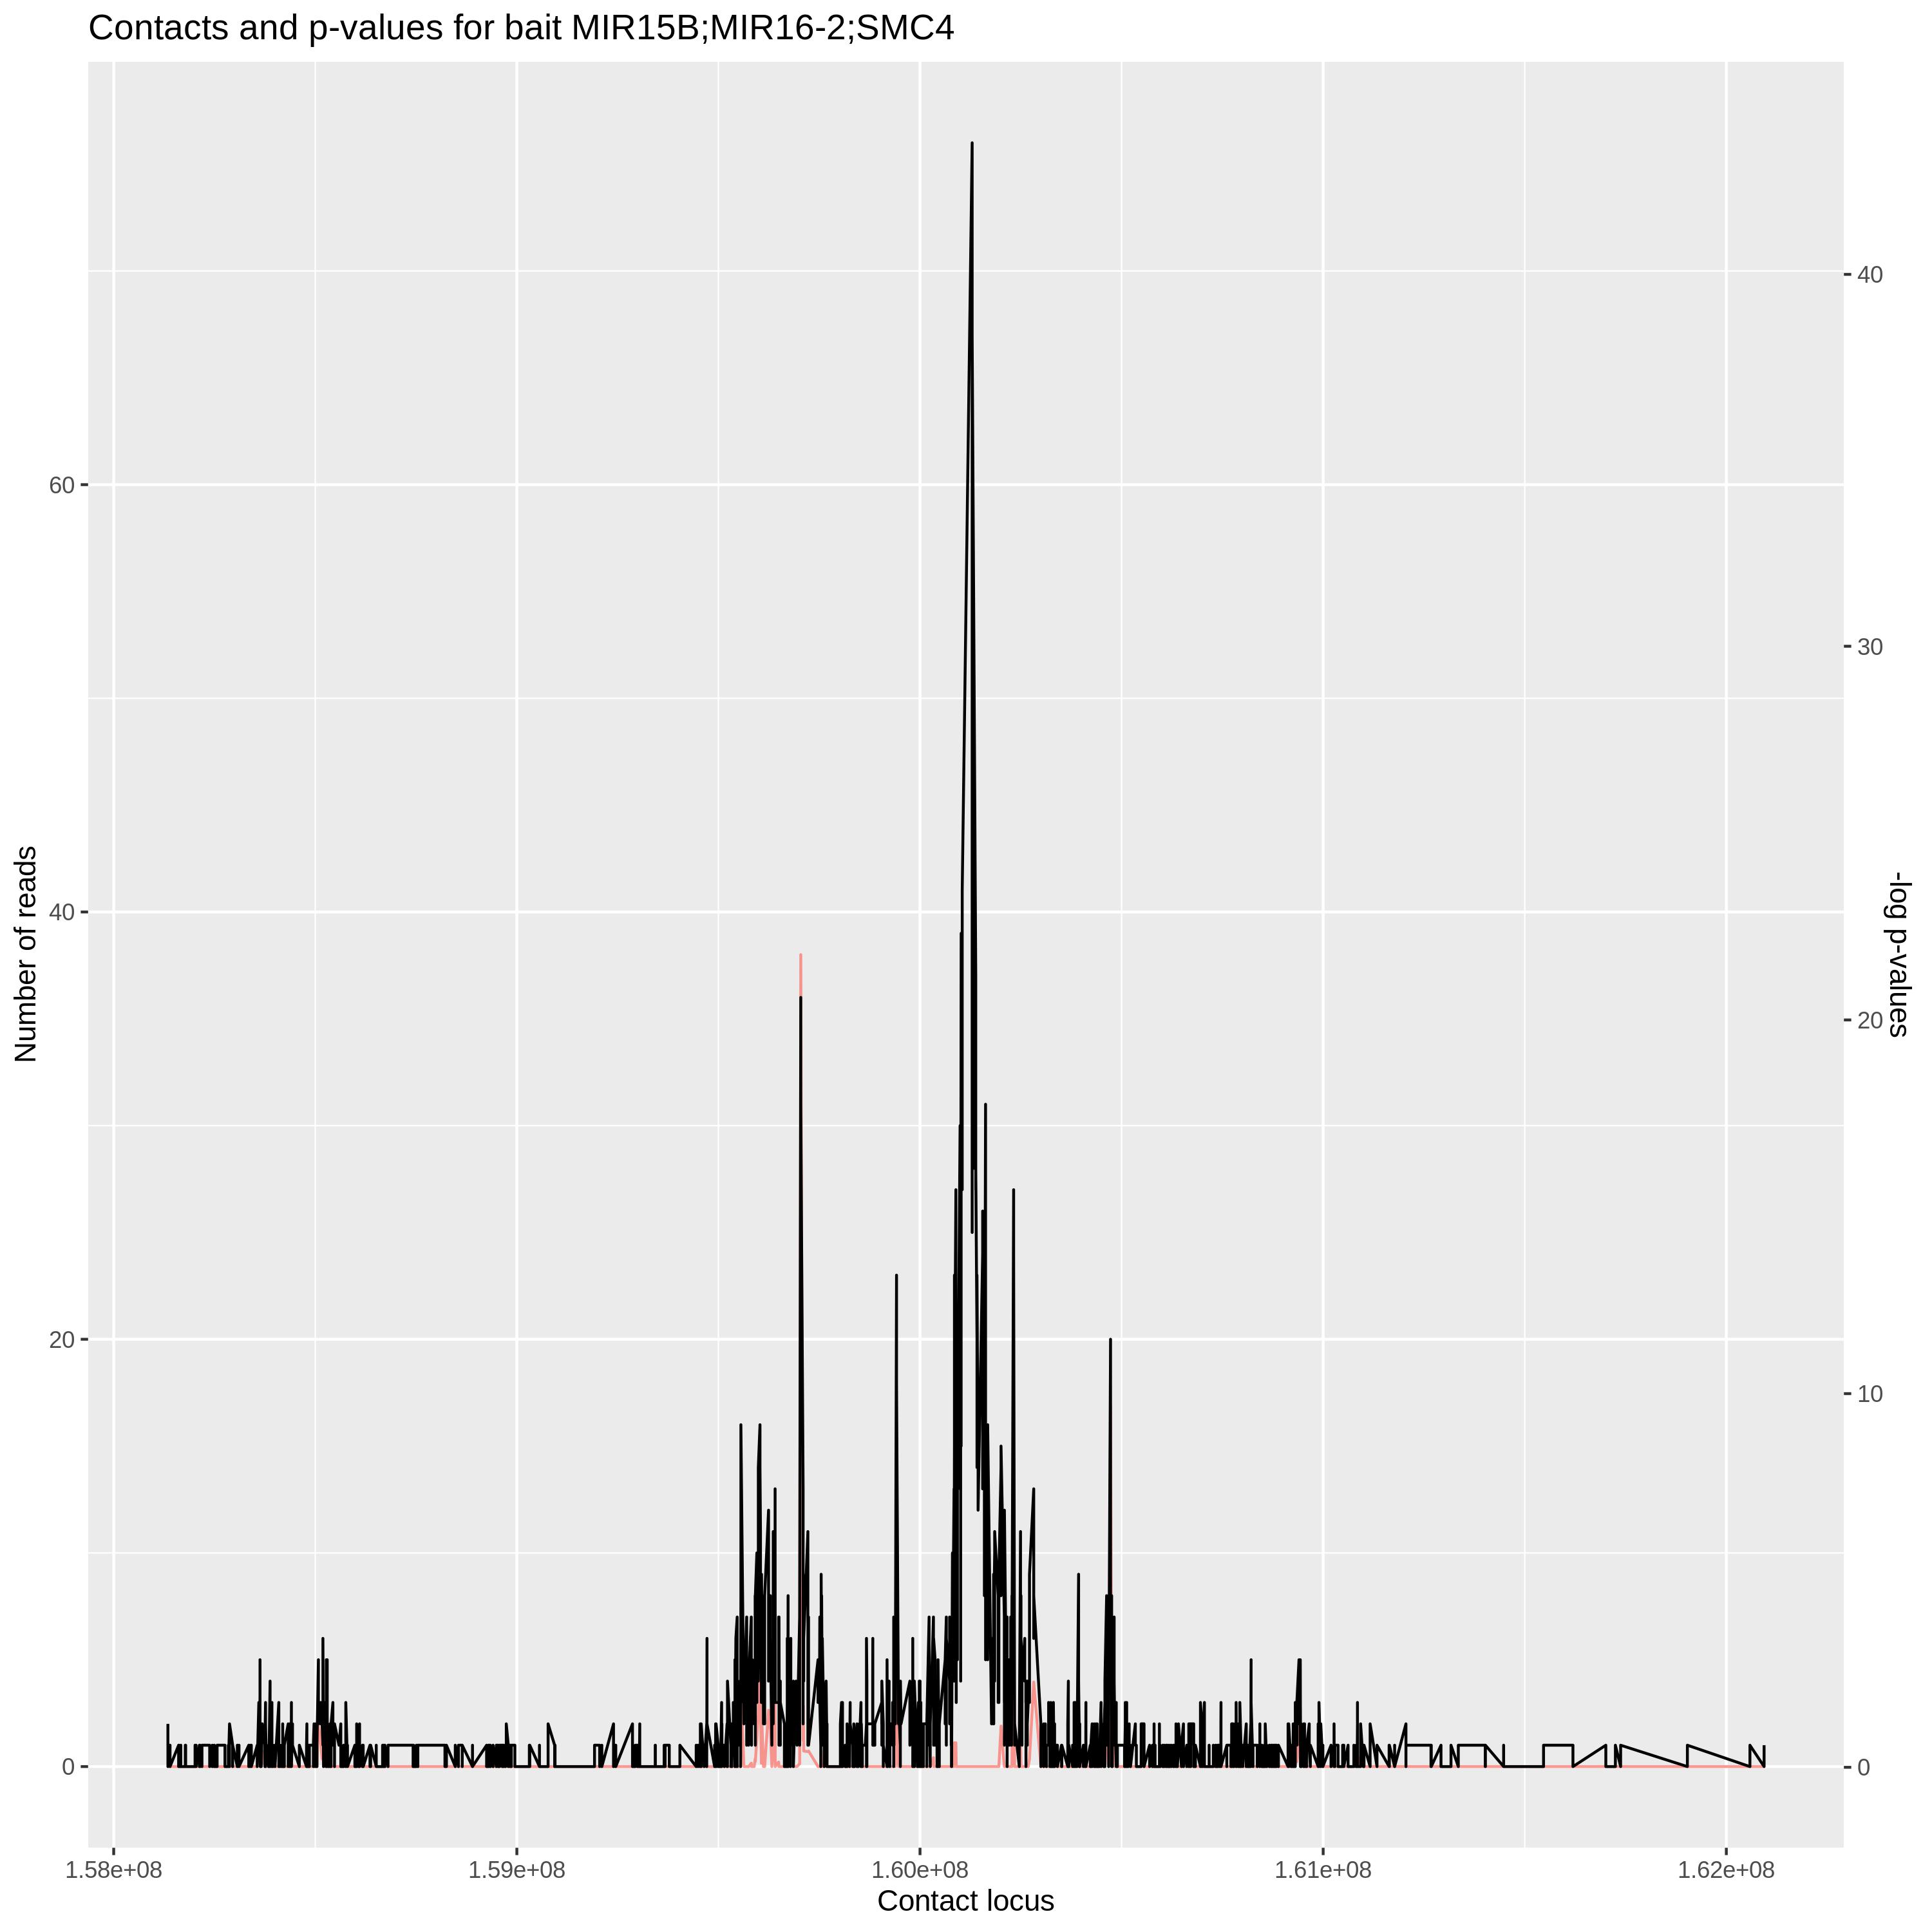 Contacts and p-values for bait MIR15B;MIR16-2;SMC4
Number of reads
60
40
20
0
40
30
20
10
0
-log p-values
1.58e+08 1.59e+08 1.60e+08 1.61e+08 1.62e+08
Contact locus